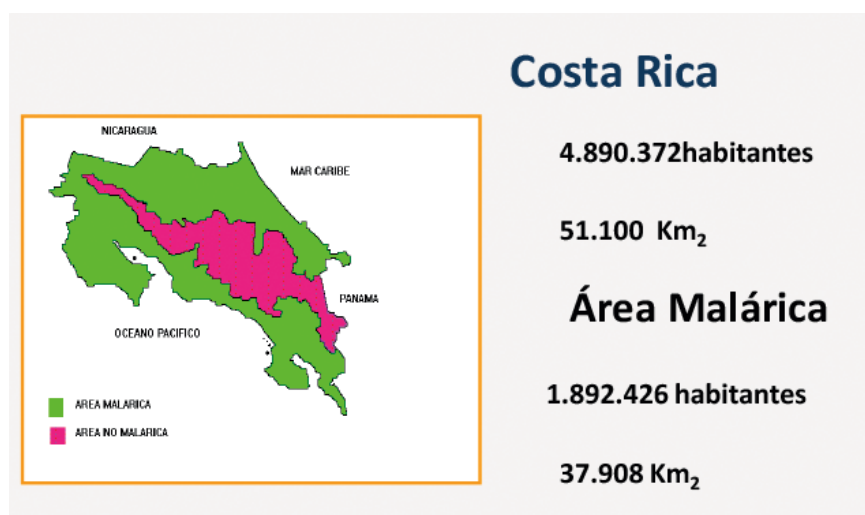 Costa Rica
4.890.372habitantes
51.100 Km2
Área Malárica
1.892.426 habitantes
37.908 Km2
NICARAGUA
MAR CARIBE
PANAMA
OCEANO PACIFICO
AREA MALARICA
AREA NO MALARICA